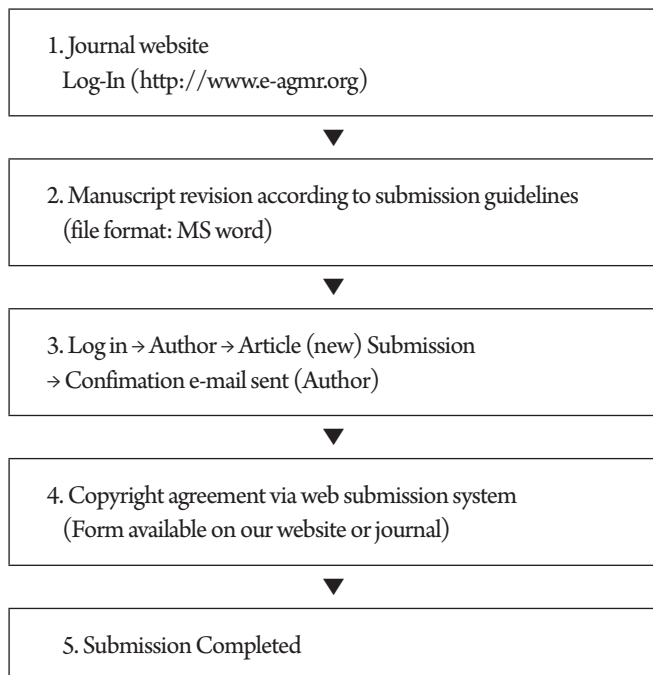 1. Journal website
Log-In (http://www.e-agmr.org)
2. Manuscript revision according to submission guidelines
(file format: MS word)
3. Log in → Author → Article (new) Submission
→ Confimation e-mail sent (Author)
4. Copyright agreement via web submission system
(Form available on our website or journal)
5. Submission Completed